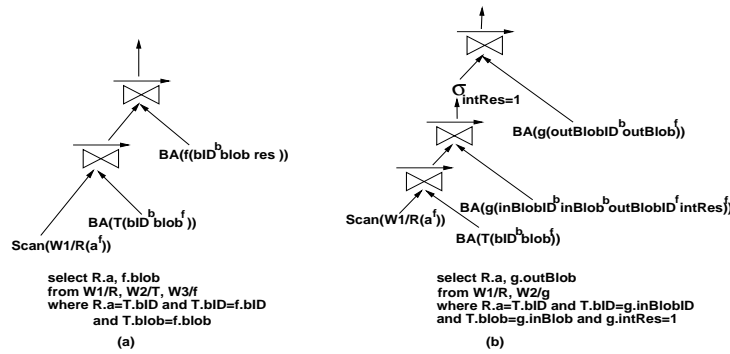 σ intRes=1
BA(g(outBlobID^b outBlob)^f)
BA(f(bID^b blob res ))
BA(T(bID^b blob^f))
Scan(W1/R(a^f)
select R.a, f.blob
from W1/R, W2/T, W3/f
where R.a=T.bID and T.bID=f.bID
and T.blob=f.blob
(a)
BA(g(inBlobID^b inBlob^b outBlobID^f intRes)^f
Scan(W1/R(a^f))
BA(T(bID^b blob)^f
select R.a, g.outBlob
from W1/R, W2/g
where R.a=T.bID and T.bID=g.inBlobID
and T.blob=g.inBlob and g.intRes=1
(b)